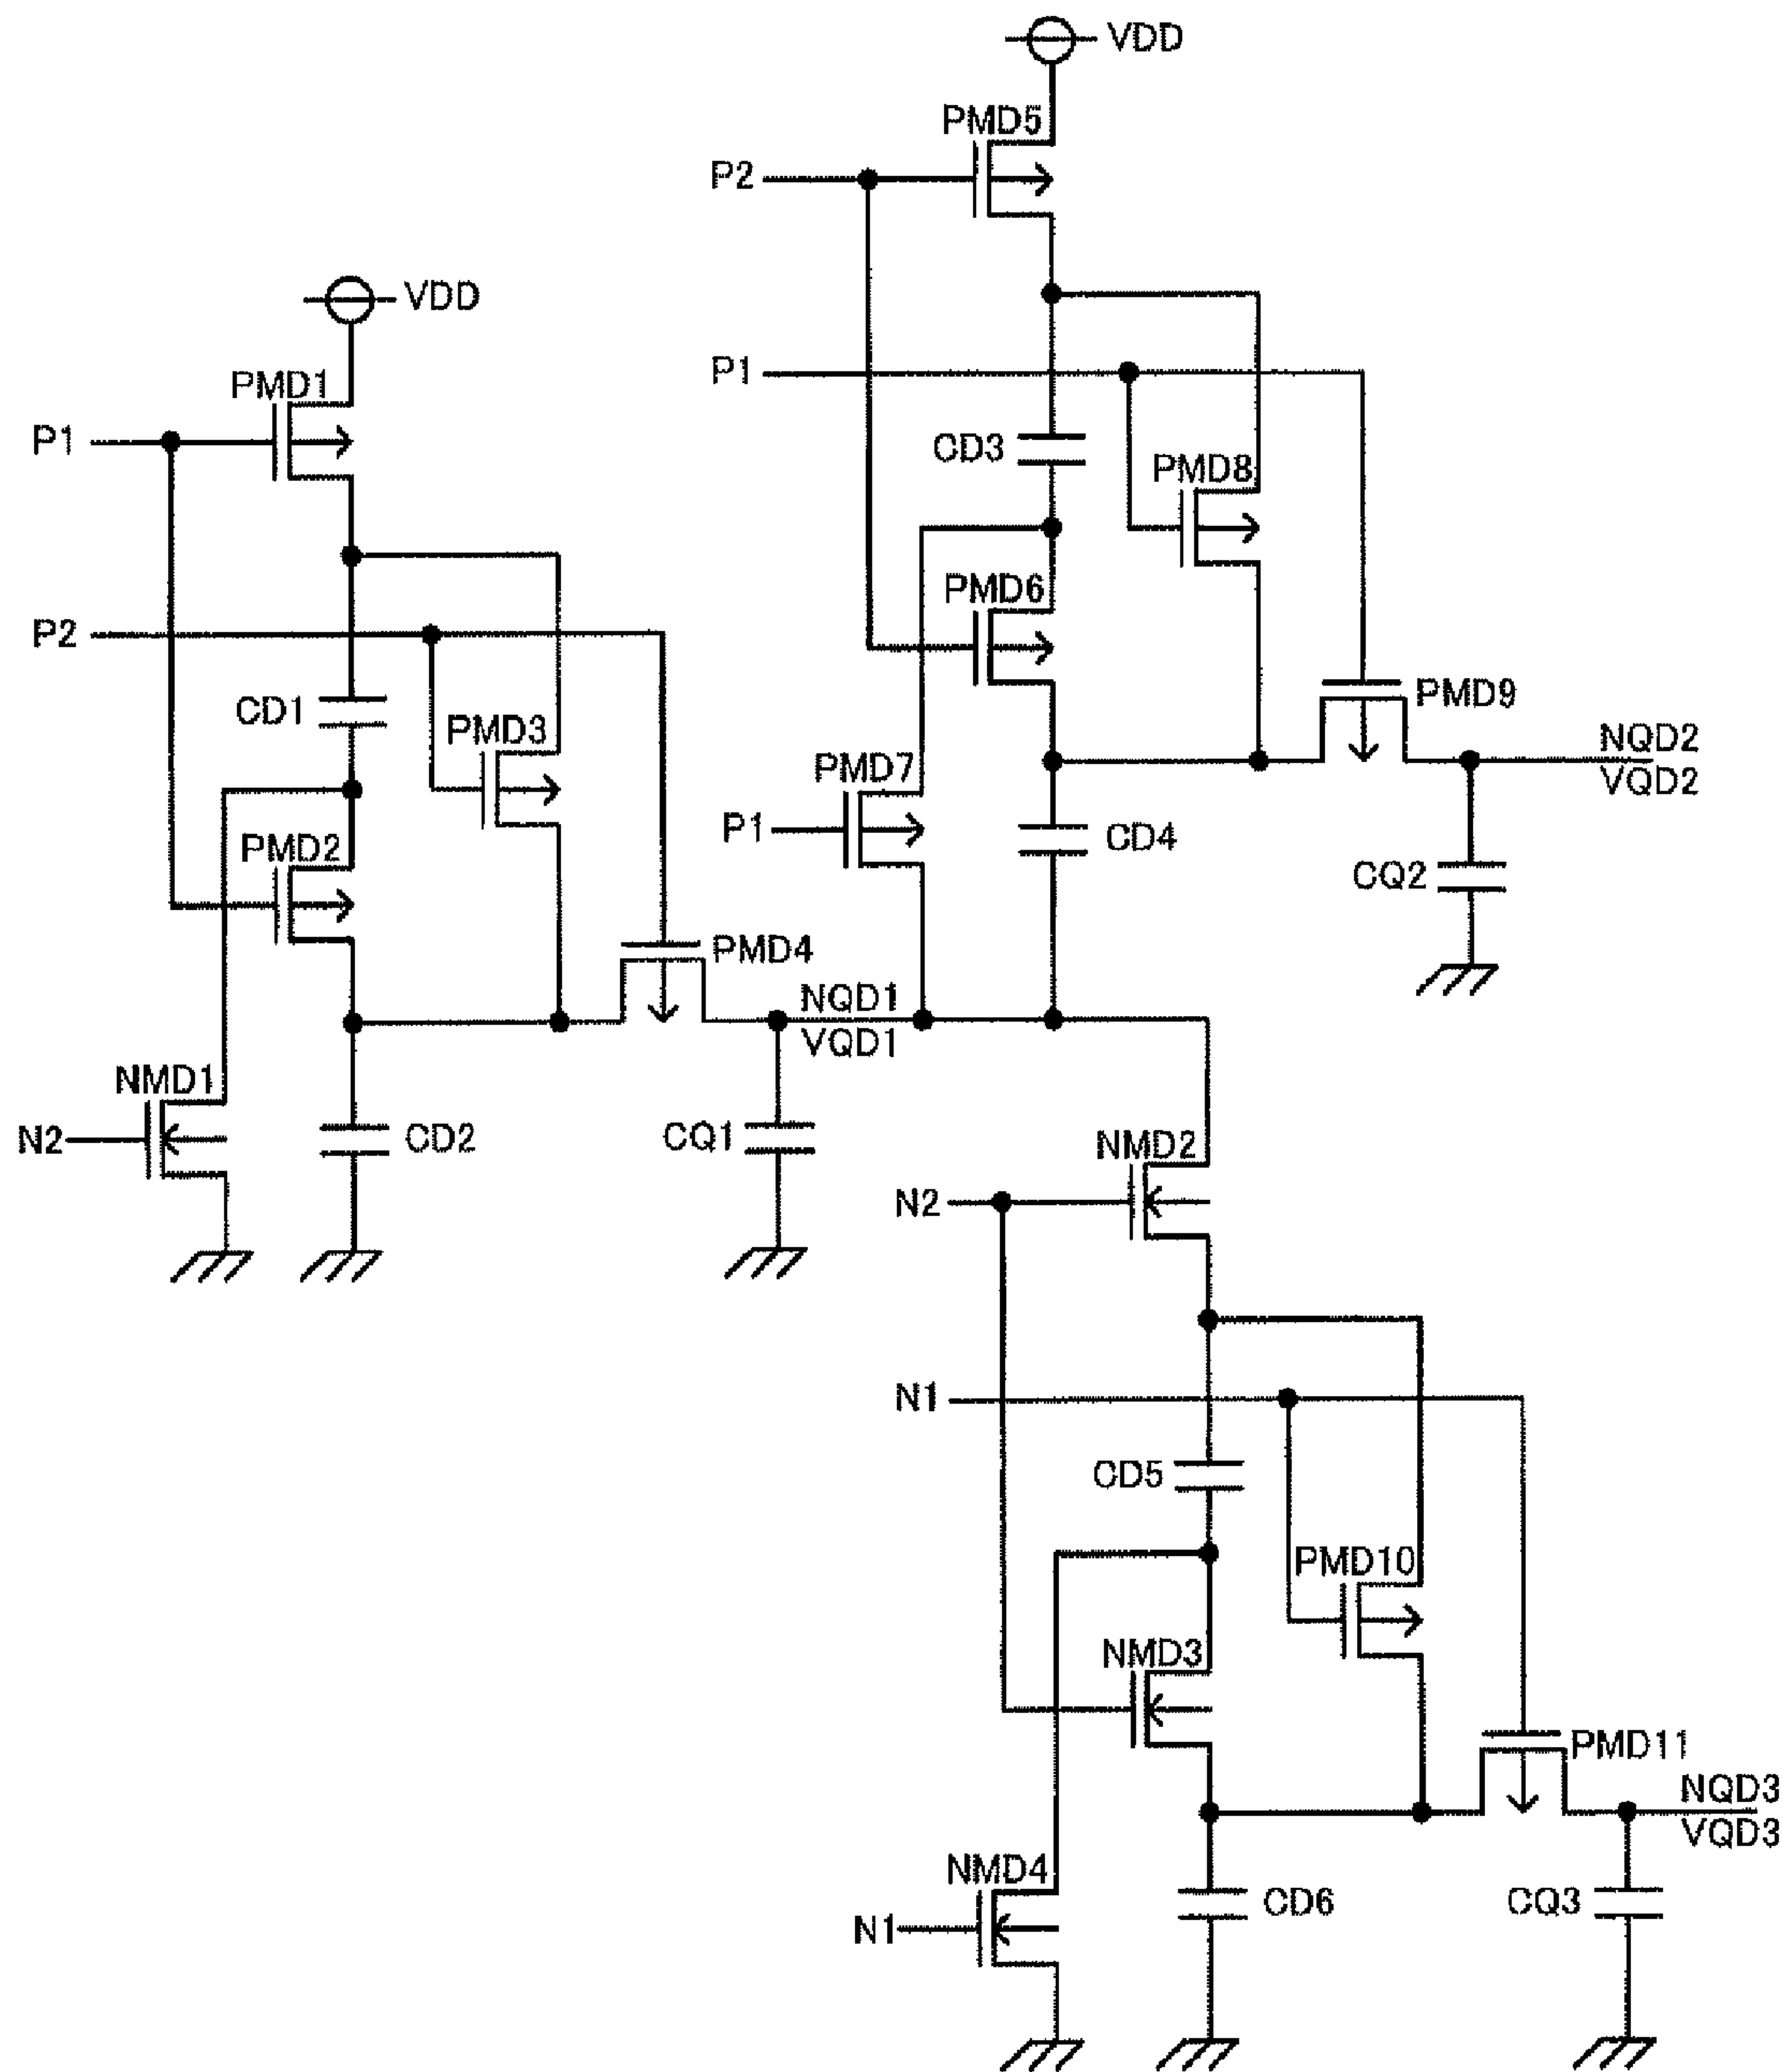 VDD
PMD5
P2
VDD
P1
PMD1
P1
CD3
PMD8
PMD6
P2
PMD9
CD1
PMD3
NQD2
VQD2
PMD7
P1
CD4
PMD2
CQ2
PMD4
NQD1
VQD1
NMD1
N2
CD2
CQ1
NMD2
N2
N1
CD5
PMD10
NMD3
PMD11
NQD3
VQD3
NMD4
CD6
CQ3
N1